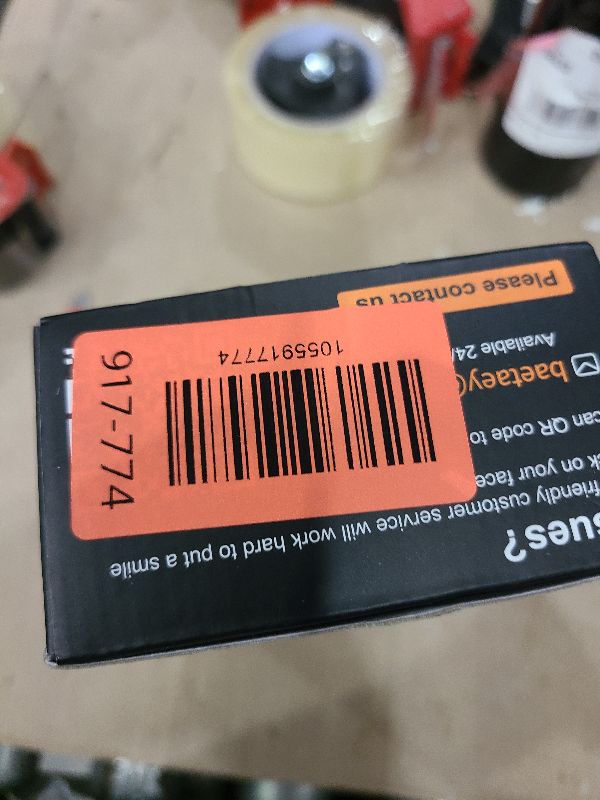 1055917774
917-774
sues?
friendly customer service will work hard to put a smile
ck on your face
can QR code to
baetaey@
Available 24/
Please contact us